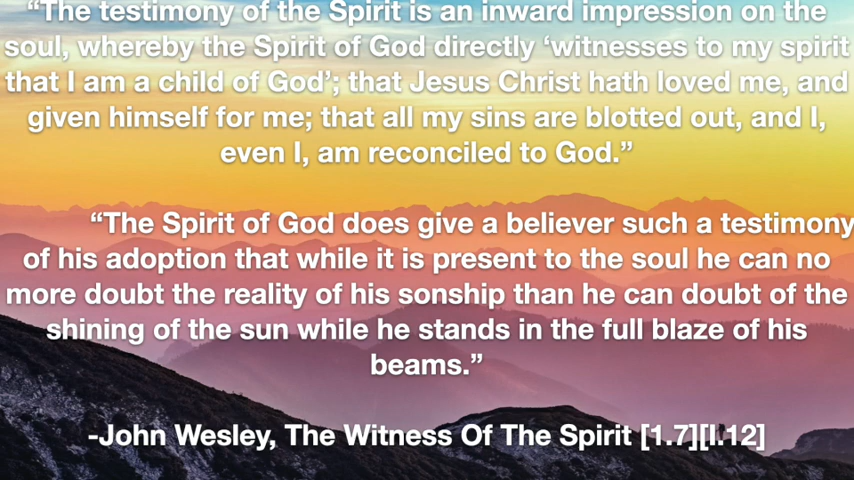 “The testimony of the Spirit is an inward impression on the
soul, whereby the Spirit of God directly ‘witnesses to my spirit
that I am a child of God’; that Jesus Christ hath loved me, and
given himself for me; that all my sins are blotted out, and I,
even I, am reconciled to God.”
“The Spirit of God does give a believer such a testimony
of his adoption that while it is present to the soul he can no
more doubt the reality of his sonship than he can doubt of the
shining of the sun while he stands in the full blaze of his
beams.”
-John Wesley, The Witness Of The Spirit [1.7][I.12]